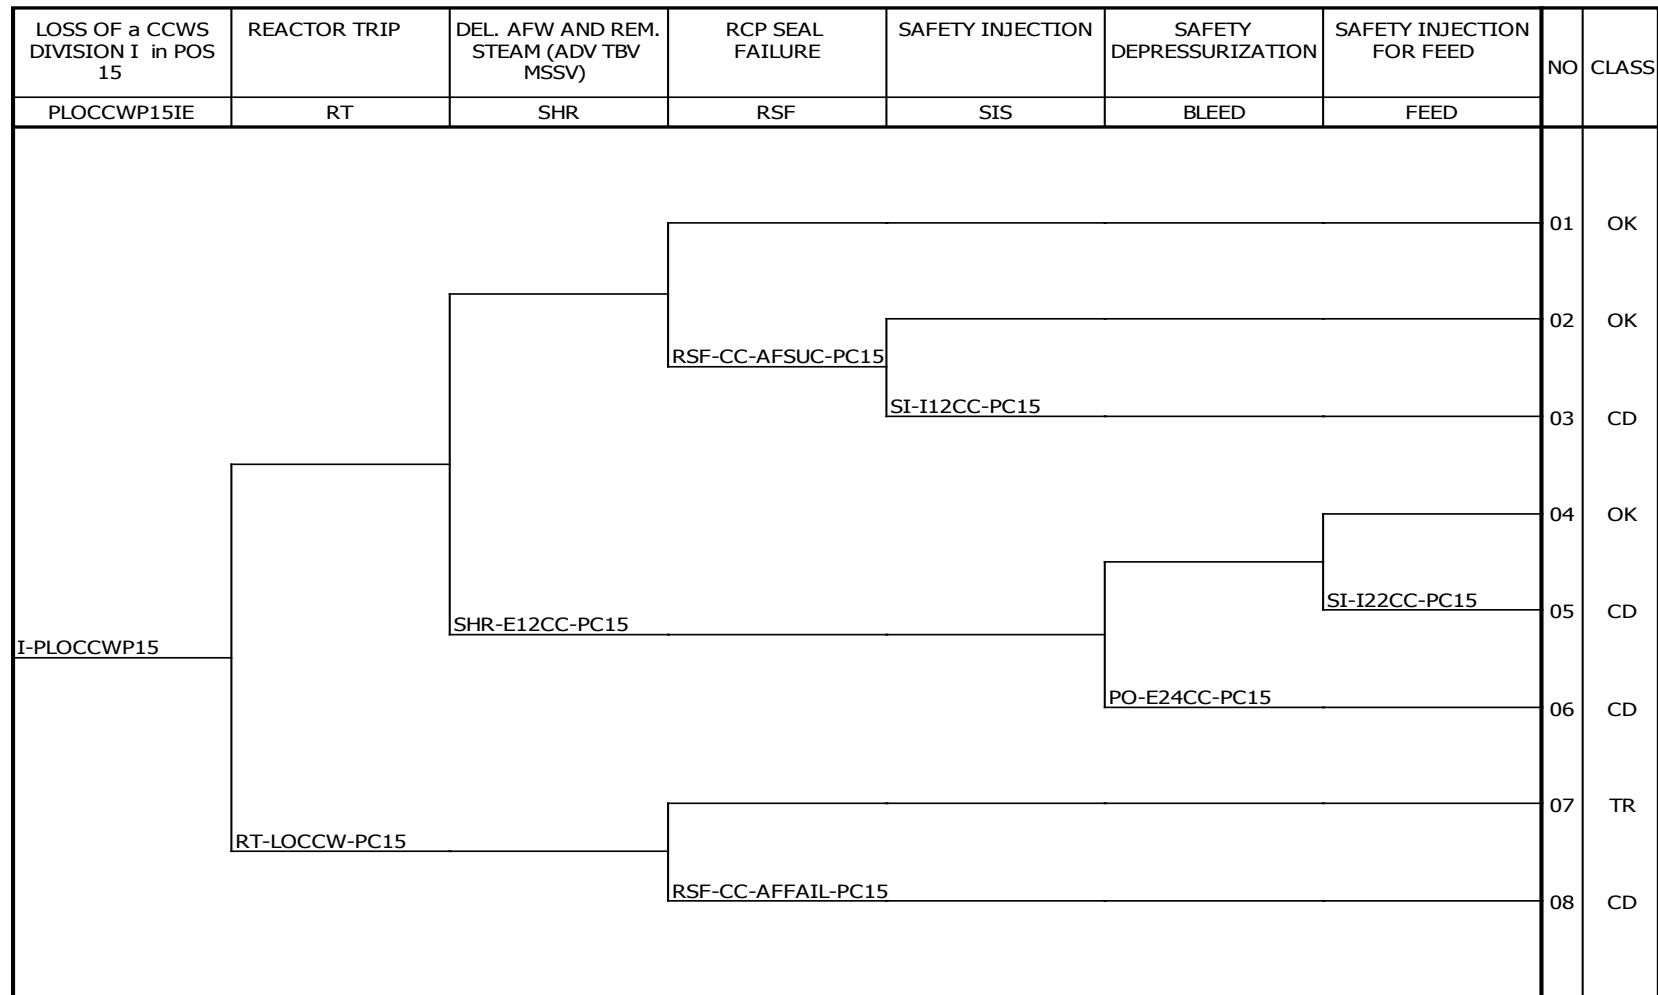 LOSS OF a CCWS
DIVISION I in POS
15
REACTOR TRIP
DEL. AFW AND REM.
STEAM (ADV TBV
MSSV)
RCP SEAL
FAILURE
SAFETY INJECTION
SAFETY
DEPRESSURIZATION
SAFETY INJECTION
FOR FEED
NO
CLASS
PLOCCWP15IE
RT
SHR
RSF
SIS
BLEED
FEED
01
OK
02
OK
RSF-CC-AFSUC-PC15
SI-I12CC-PC15
03
CD
04
OK
SI-I22CC-PC15
05
CD
SHR-E12CC-PC15
I-PLOCCWP15
PO-E24CC-PC15
06
CD
07
TR
RT-LOCCW-PC15
RSF-CC-AFFAIL-PC15
08
CD